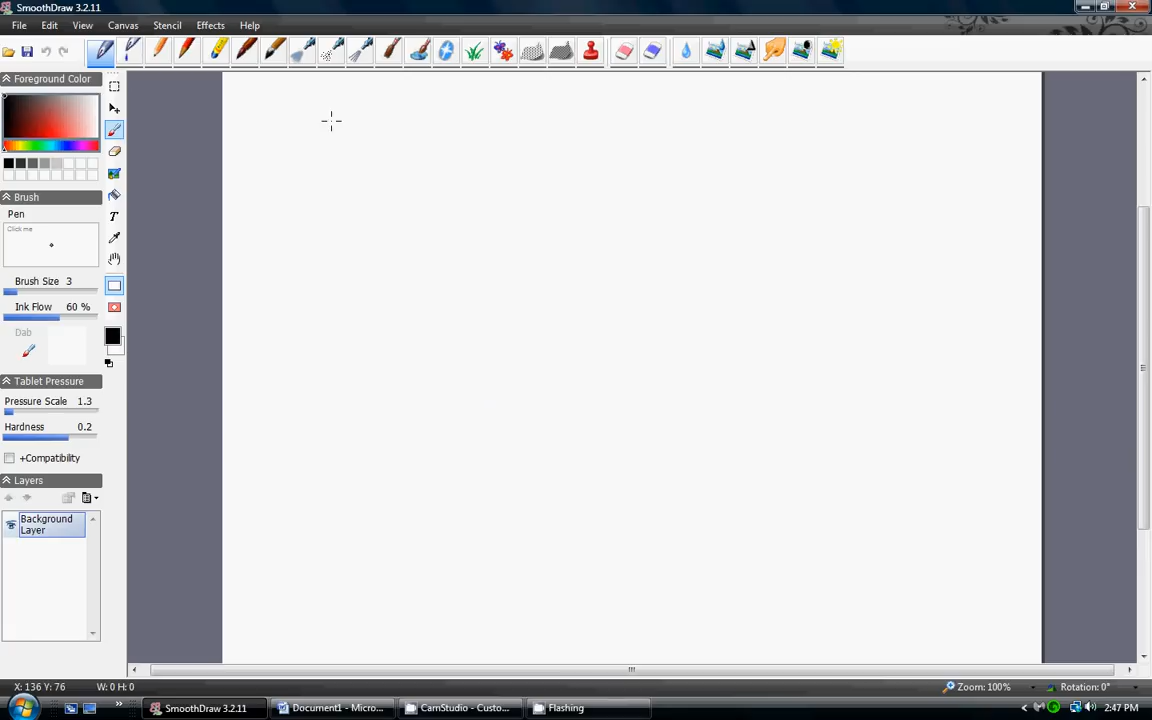 SmoothDraw 3.2.11
File Edit View Canvas Stencil Effects Help
Foreground Color
Brush
Pen
Click me
Brush Size 3
Ink Flow 60 %
Dab
Tablet Pressure
Pressure Scale 1.3
Hardness 0.2
+Compatibility
Layers
Background
Layer
X: 136 Y: 76 W: 0 H: 0 Zoom: 100% Rotation: 0°
SmoothDraw 3.2.11 Document1 - Micro... CamStudio - Custo... Flashing 2:47 PM